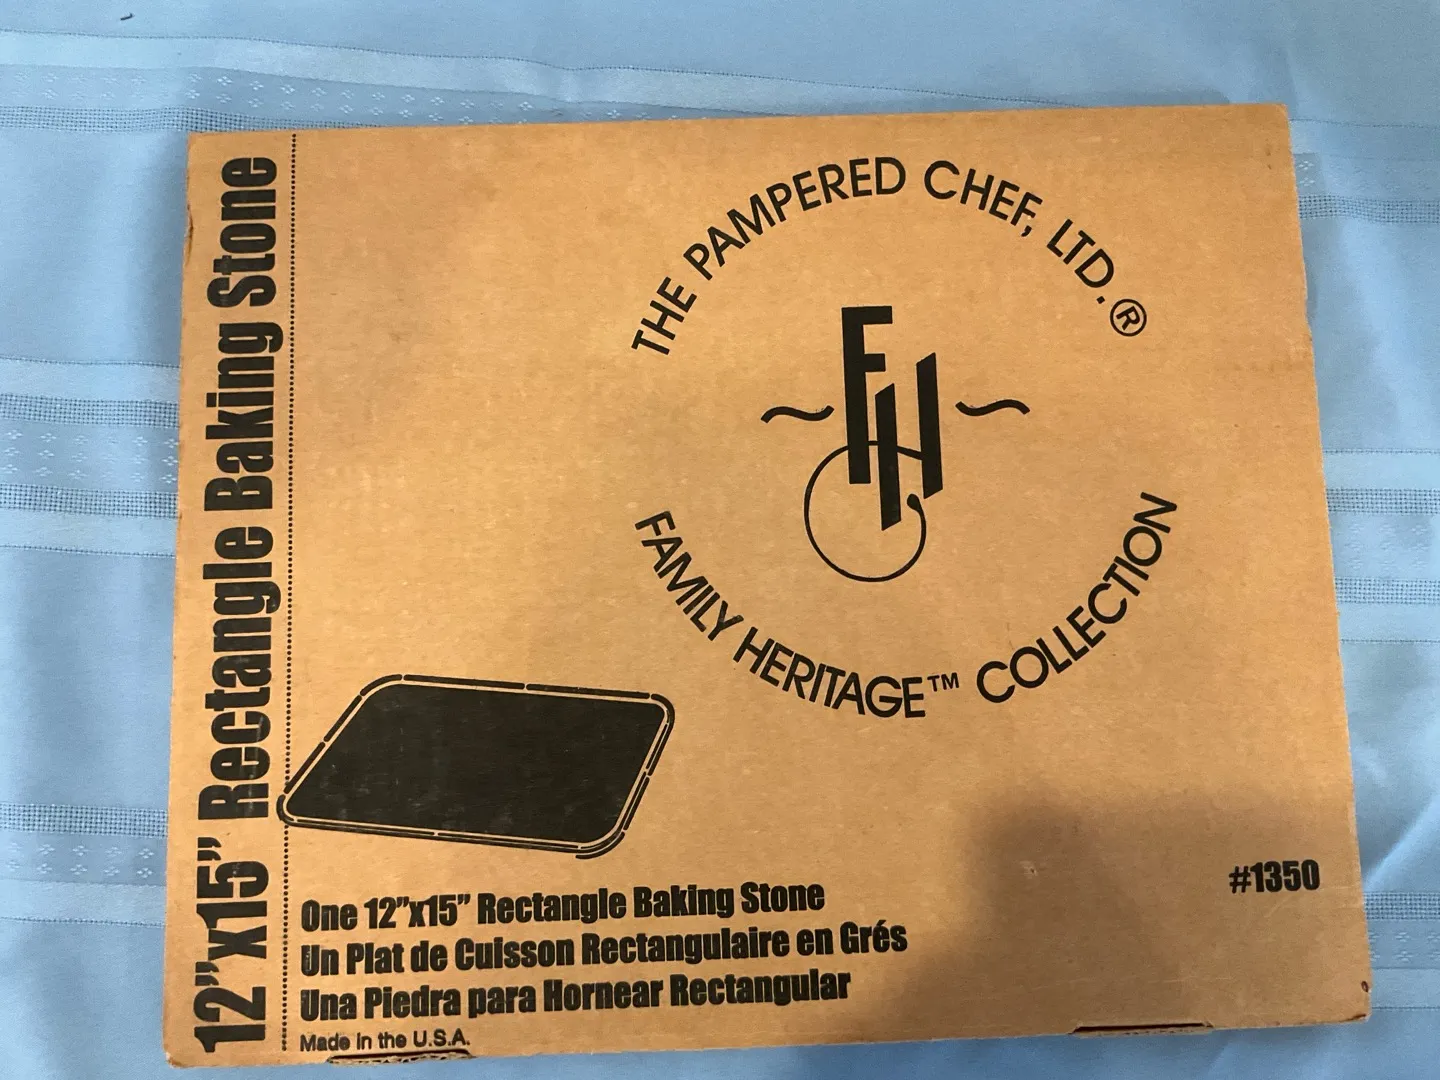 12”x15” Rectangle Baking Stone
THE PAMPERED CHEF, LTD.®
FH
FAMILY HERITAGE™ COLLECTION
#1350
One 12”x15” Rectangle Baking Stone
Un Plat de Cuisson Rectangulaire en Grés
Una Piedra para Hornear Rectangular
Made in the U.S.A.